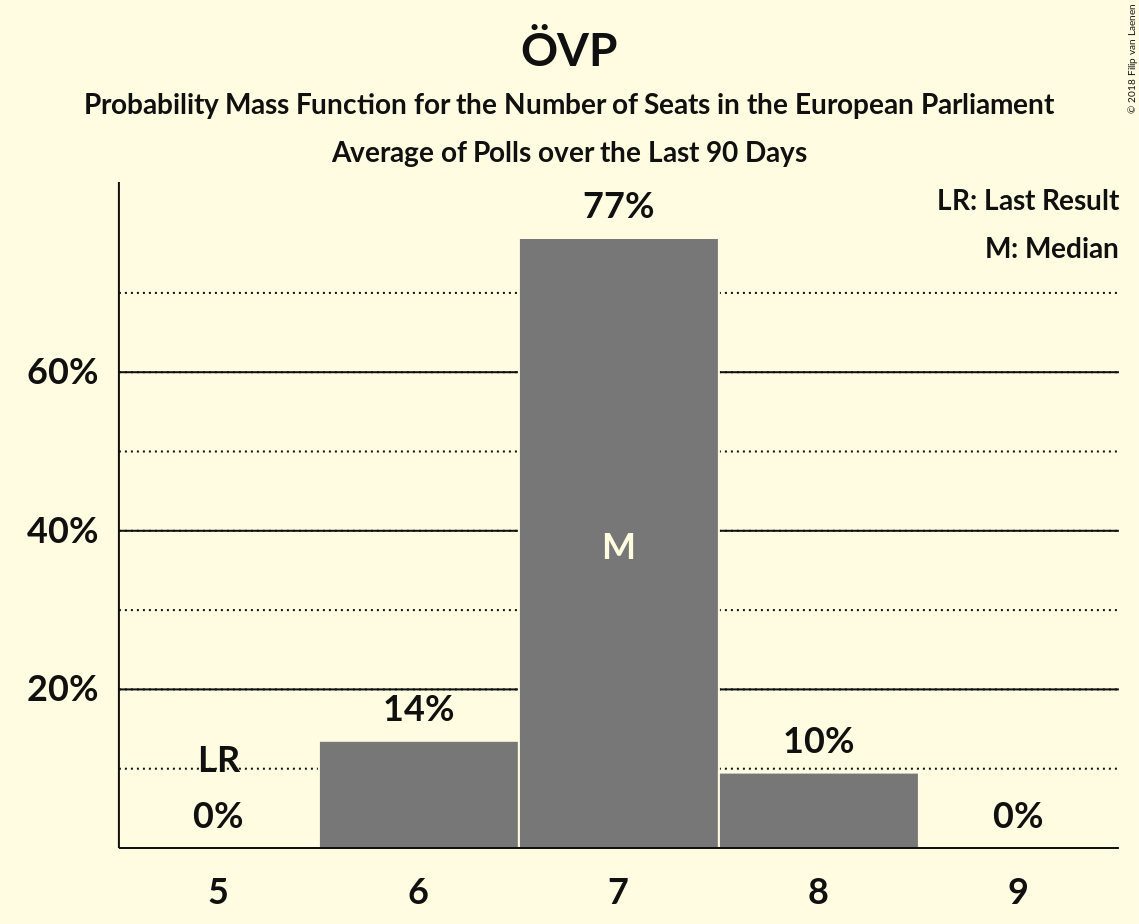 ÖVP
Probability Mass Function for the Number of Seats in the European Parliament
Average of Polls over the Last 90 Days
© 2018 Filip van Laenen
LR: Last Result
M: Median
77%
60%
40%
20%
M
14%
10%
LR
0%
0%
5
6
7
8
9